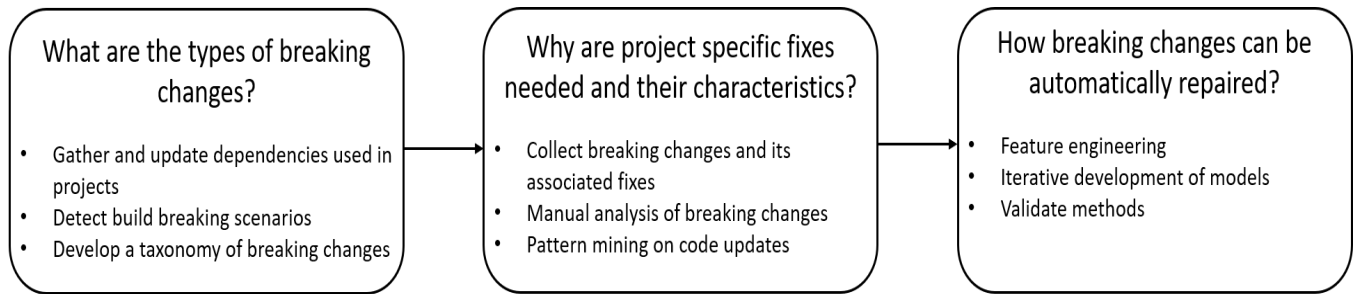 What are the types of breaking
changes?
• Gather and update dependencies used in
projects
• Detect build breaking scenarios
• Develop a taxonomy of breaking changes
Why are project specific fixes
needed and their characteristics?
• Collect breaking changes and its
associated fixes
• Manual analysis of breaking changes
• Pattern mining on code updates
How breaking changes can be
automatically repaired?
• Feature engineering
• Iterative development of models
• Validate methods